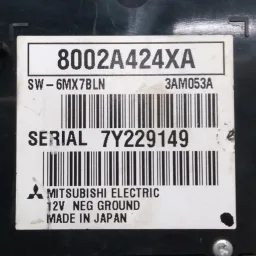 8002A424XA
SW-6MX7BLN 3AM053A
SERIAL 7Y229149
MITSUBISHI ELECTRIC
12V NEG GROUND
MADE IN JAPAN